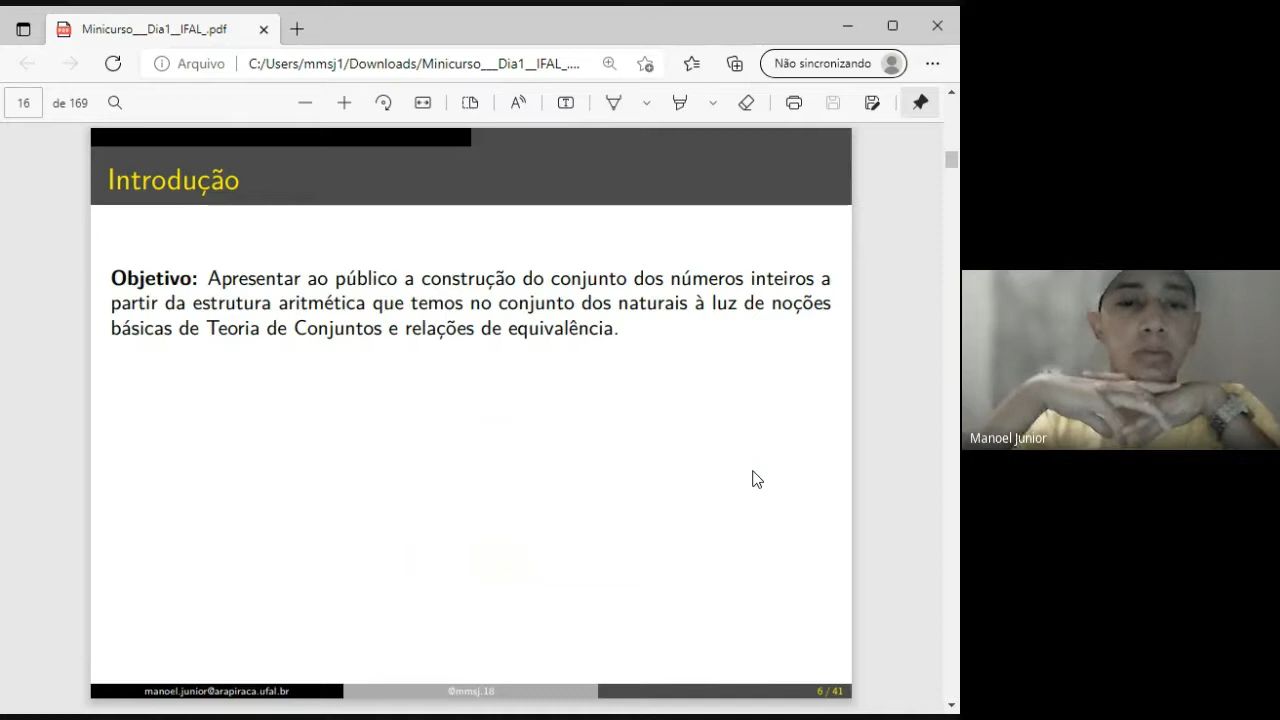 Minicurso___Dia1__IFAL_.pdf
Arquivo
C:/Users/mmsj1/Downloads/Minicurso___Dia1__IFAL_....
Não sincronizando
16 de 169
Introdução
Objetivo: Apresentar ao público a construção do conjunto dos números inteiros a
partir da estrutura aritmética que temos no conjunto dos naturais à luz de noções
básicas de Teoria de Conjuntos e relações de equivalência.
Manoel Junior
manoel.junior@arapiraca.ufal.br
@mmsj.18
6 / 41